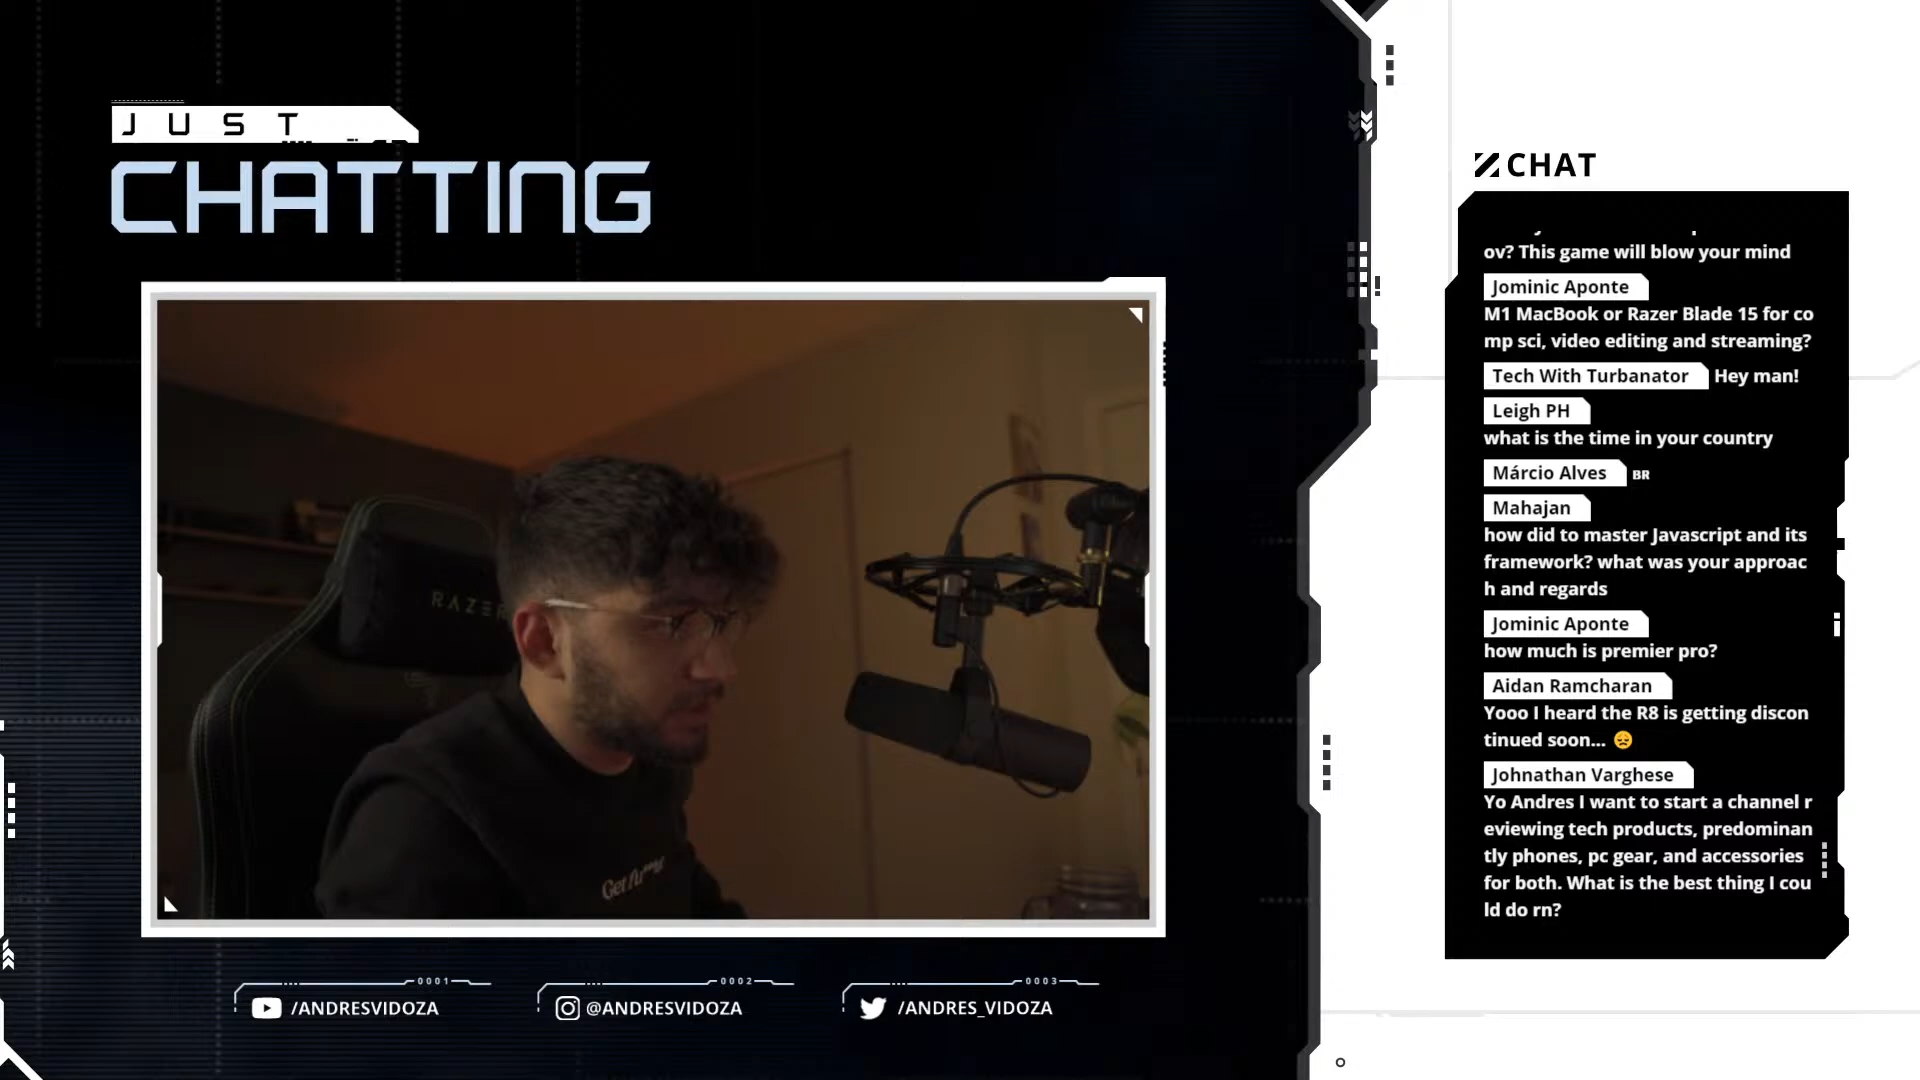 JUST
CHATTING
CHAT
ov? This game will blow your mind
Jominic Aponte
M1 MacBook or Razer Blade 15 for co
mp sci, video editing and streaming?
Tech With Turbanator Hey man!
Leigh PH
what is the time in your country
Márcio Alves BR
Mahajan
how did to master Javascript and its
framework? what was your approac
h and regards
Jominic Aponte
how much is premier pro?
Aidan Ramcharan
Yooo I heard the R8 is getting discon
tinued soon... 😞
Johnathan Varghese
Yo Andres I want to start a channel r
eviewing tech products, predominan
tly phones, pc gear, and accessories
for both. What is the best thing I cou
ld do rn?
RAZER
Get
0001
/ANDRESVIDOZA
0002
@ANDRESVIDOZA
0003
/ANDRES_VIDOZA